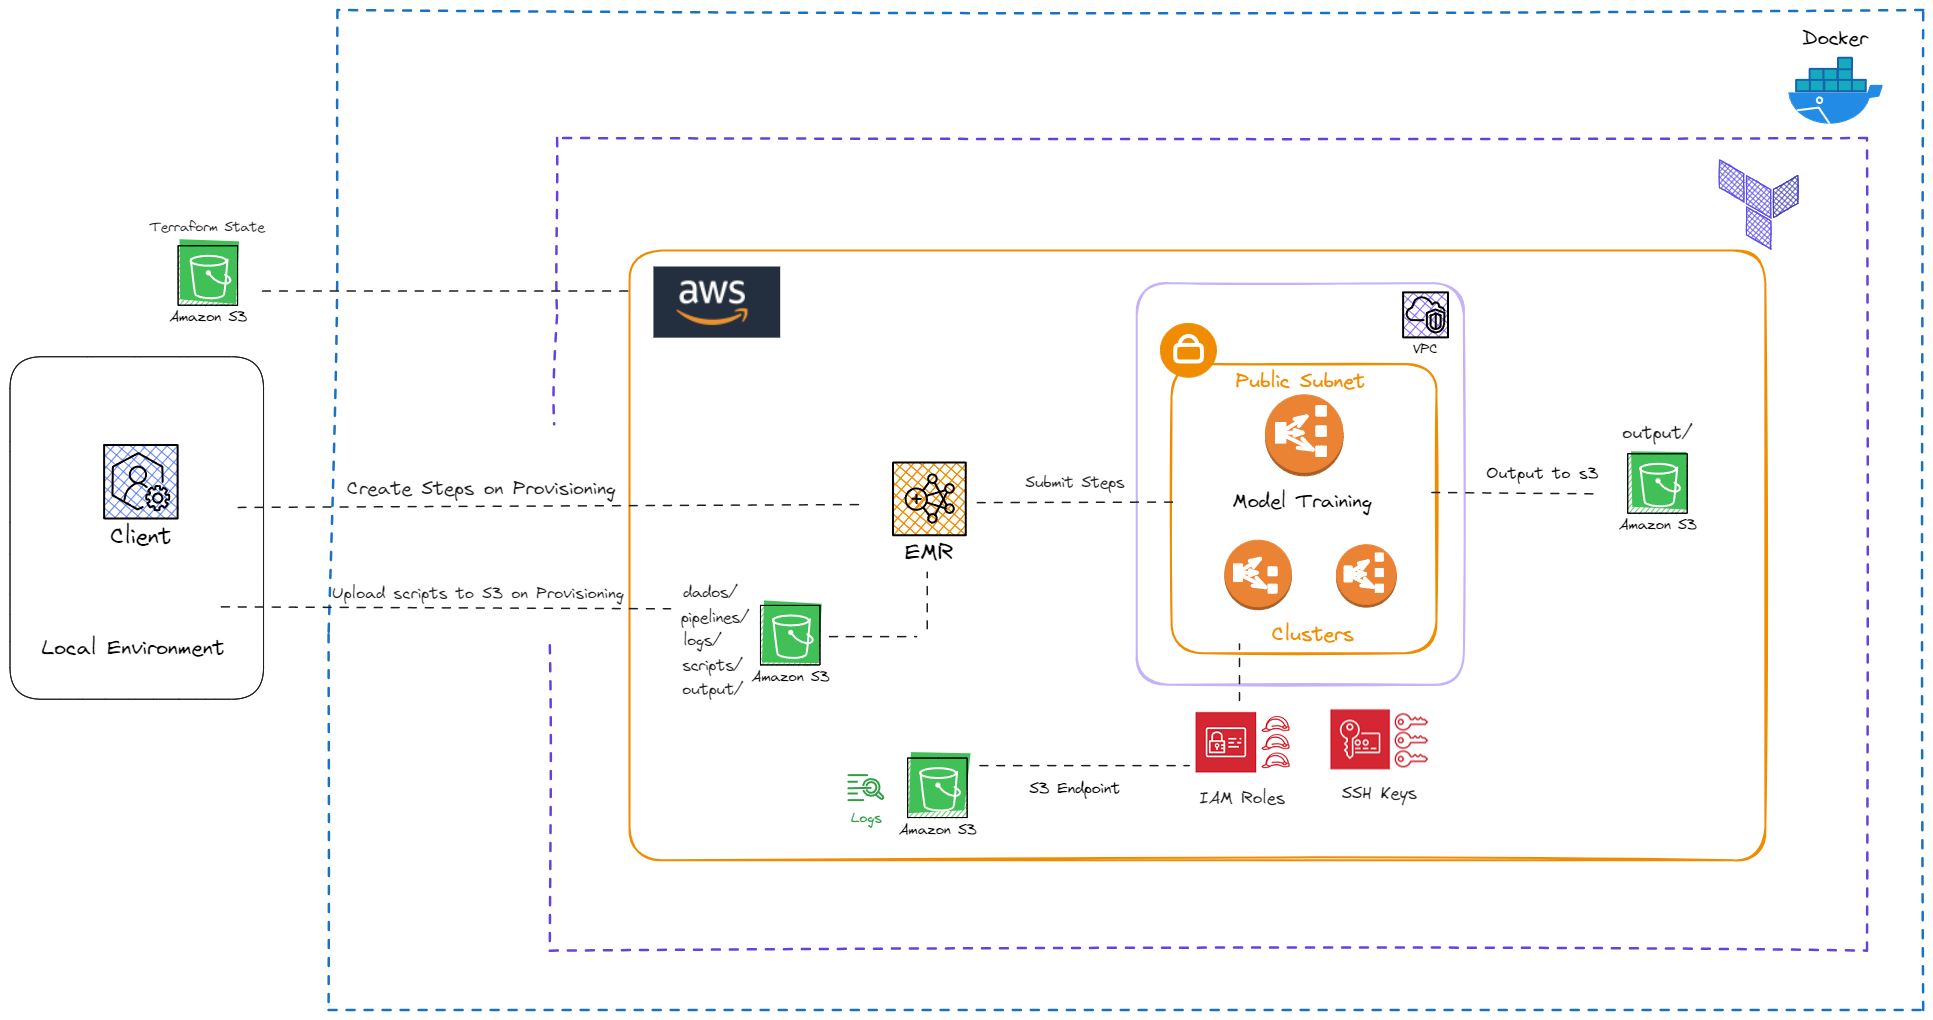 Docker
Terraform State
Amazon S3
aws
VPC
Public Subnet
Model Training
Clusters
output/
Output to s3
Amazon S3
Create Steps on Provisioning
Submit Steps
Client
EMR
Upload scripts to S3 on Provisioning
Local Environment
dados/
pipelines/
logs/
scripts/
output/
Amazon S3
Logs
Amazon S3
S3 Endpoint
IAM Roles
SSH Keys